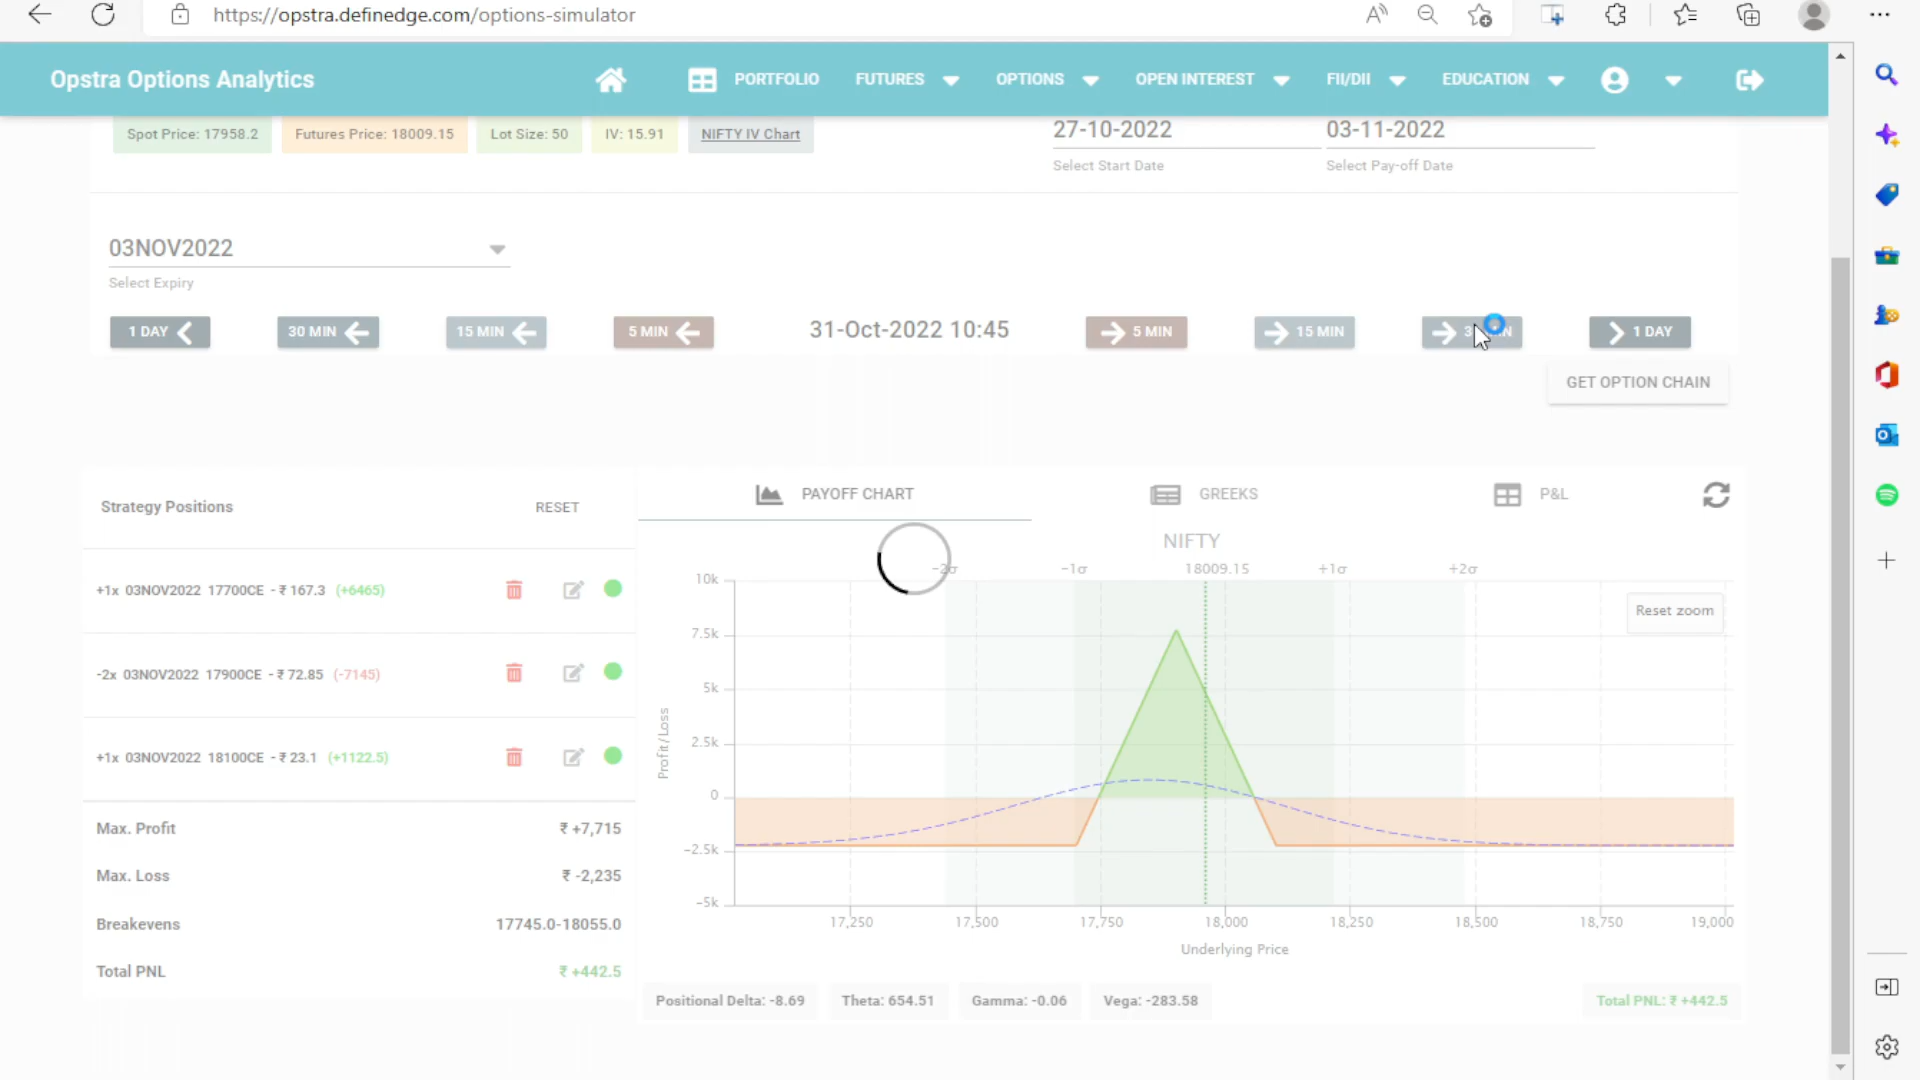 https://opstra.definedge.com/options-simulator
Opstra Options Analytics
PORTFOLIO
FUTURES
OPTIONS
OPEN INTEREST
FII/DII
EDUCATION
Spot Price: 17958.2
Futures Price: 18009.15
Lot Size: 50
IV: 15.91
NIFTY IV Chart
27-10-2022
03-11-2022
Select Start Date
Select Pay-off Date
03NOV2022
Select Expiry
1 DAY
30 MIN
15 MIN
5 MIN
31-Oct-2022 10:45
5 MIN
15 MIN
1 DAY
GET OPTION CHAIN
Strategy Positions
RESET
PAYOFF CHART
GREEKS
P&L
NIFTY
-2σ
-1σ
18009.15
+1σ
+2σ
Reset zoom
10k
7.5k
5k
2.5k
0
−2.5k
−5k
Profit/Loss
17,250
17,500
17,750
18,000
18,250
18,500
18,750
19,000
Underlying Price
+1x 03NOV2022 17700CE - ₹ 167.3 (+6465)
-2x 03NOV2022 17900CE - ₹ 72.85 (-7145)
+1x 03NOV2022 18100CE - ₹ 23.1 (+1122.5)
Max. Profit
₹ +7,715
Max. Loss
₹ -2,235
Breakevens
17745.0-18055.0
Total PNL
₹ +442.5
Positional Delta: -8.69
Theta: 654.51
Gamma: -0.06
Vega: -283.58
Total PNL: ₹ +442.5